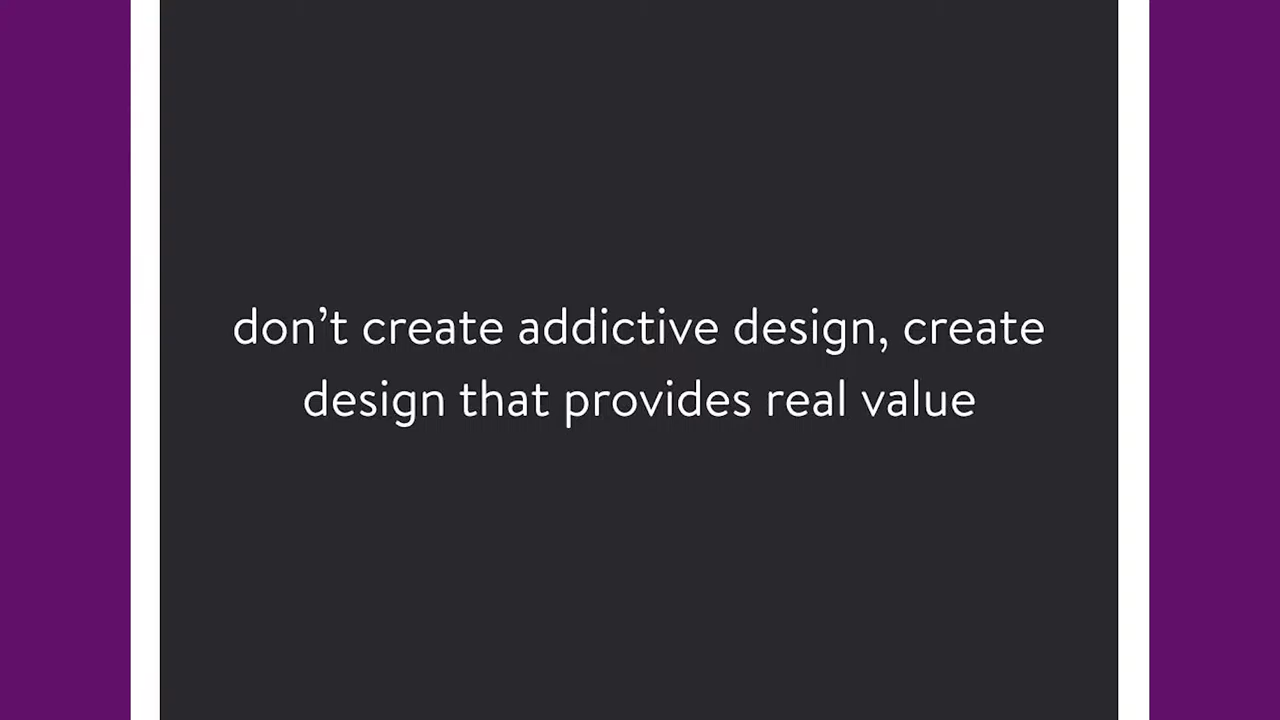 don’t create addictive design, create
design that provides real value